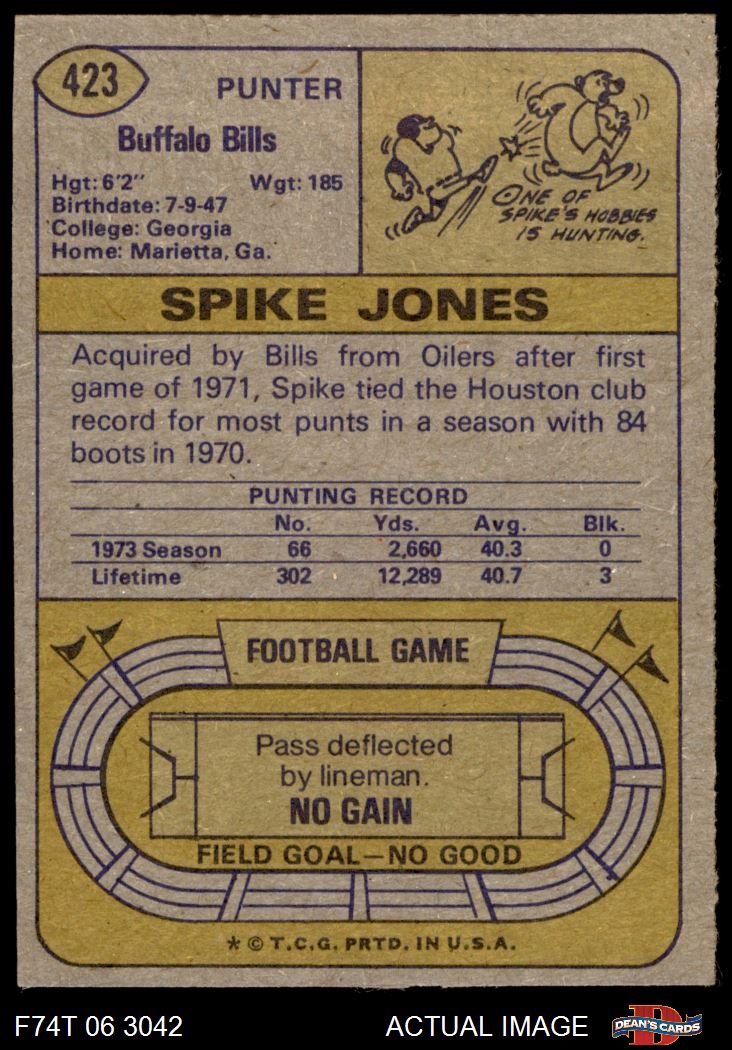 423
PUNTER
Buffalo Bills
Hgt: 6'2" Wgt: 185
Birthdate: 7-9-47
College: Georgia
Home: Marietta, Ga.
ONE OF
SPIKE'S HOBBIES
IS HUNTING.
SPIKE JONES
Acquired by Bills from Oilers after first
game of 1971, Spike tied the Houston club
record for most punts in a season with 84
boots in 1970.
PUNTING RECORD
No. Yds. Avg. Blk.
1973 Season 66 2,660 40.3 0
Lifetime 302 12,289 40.7 3
FOOTBALL GAME
Pass deflected
by lineman.
NO GAIN
FIELD GOAL—NO GOOD
* © T.C.G. PRTD. IN U.S.A.
F74T 06 3042 ACTUAL IMAGE D DEAN'S CARDS